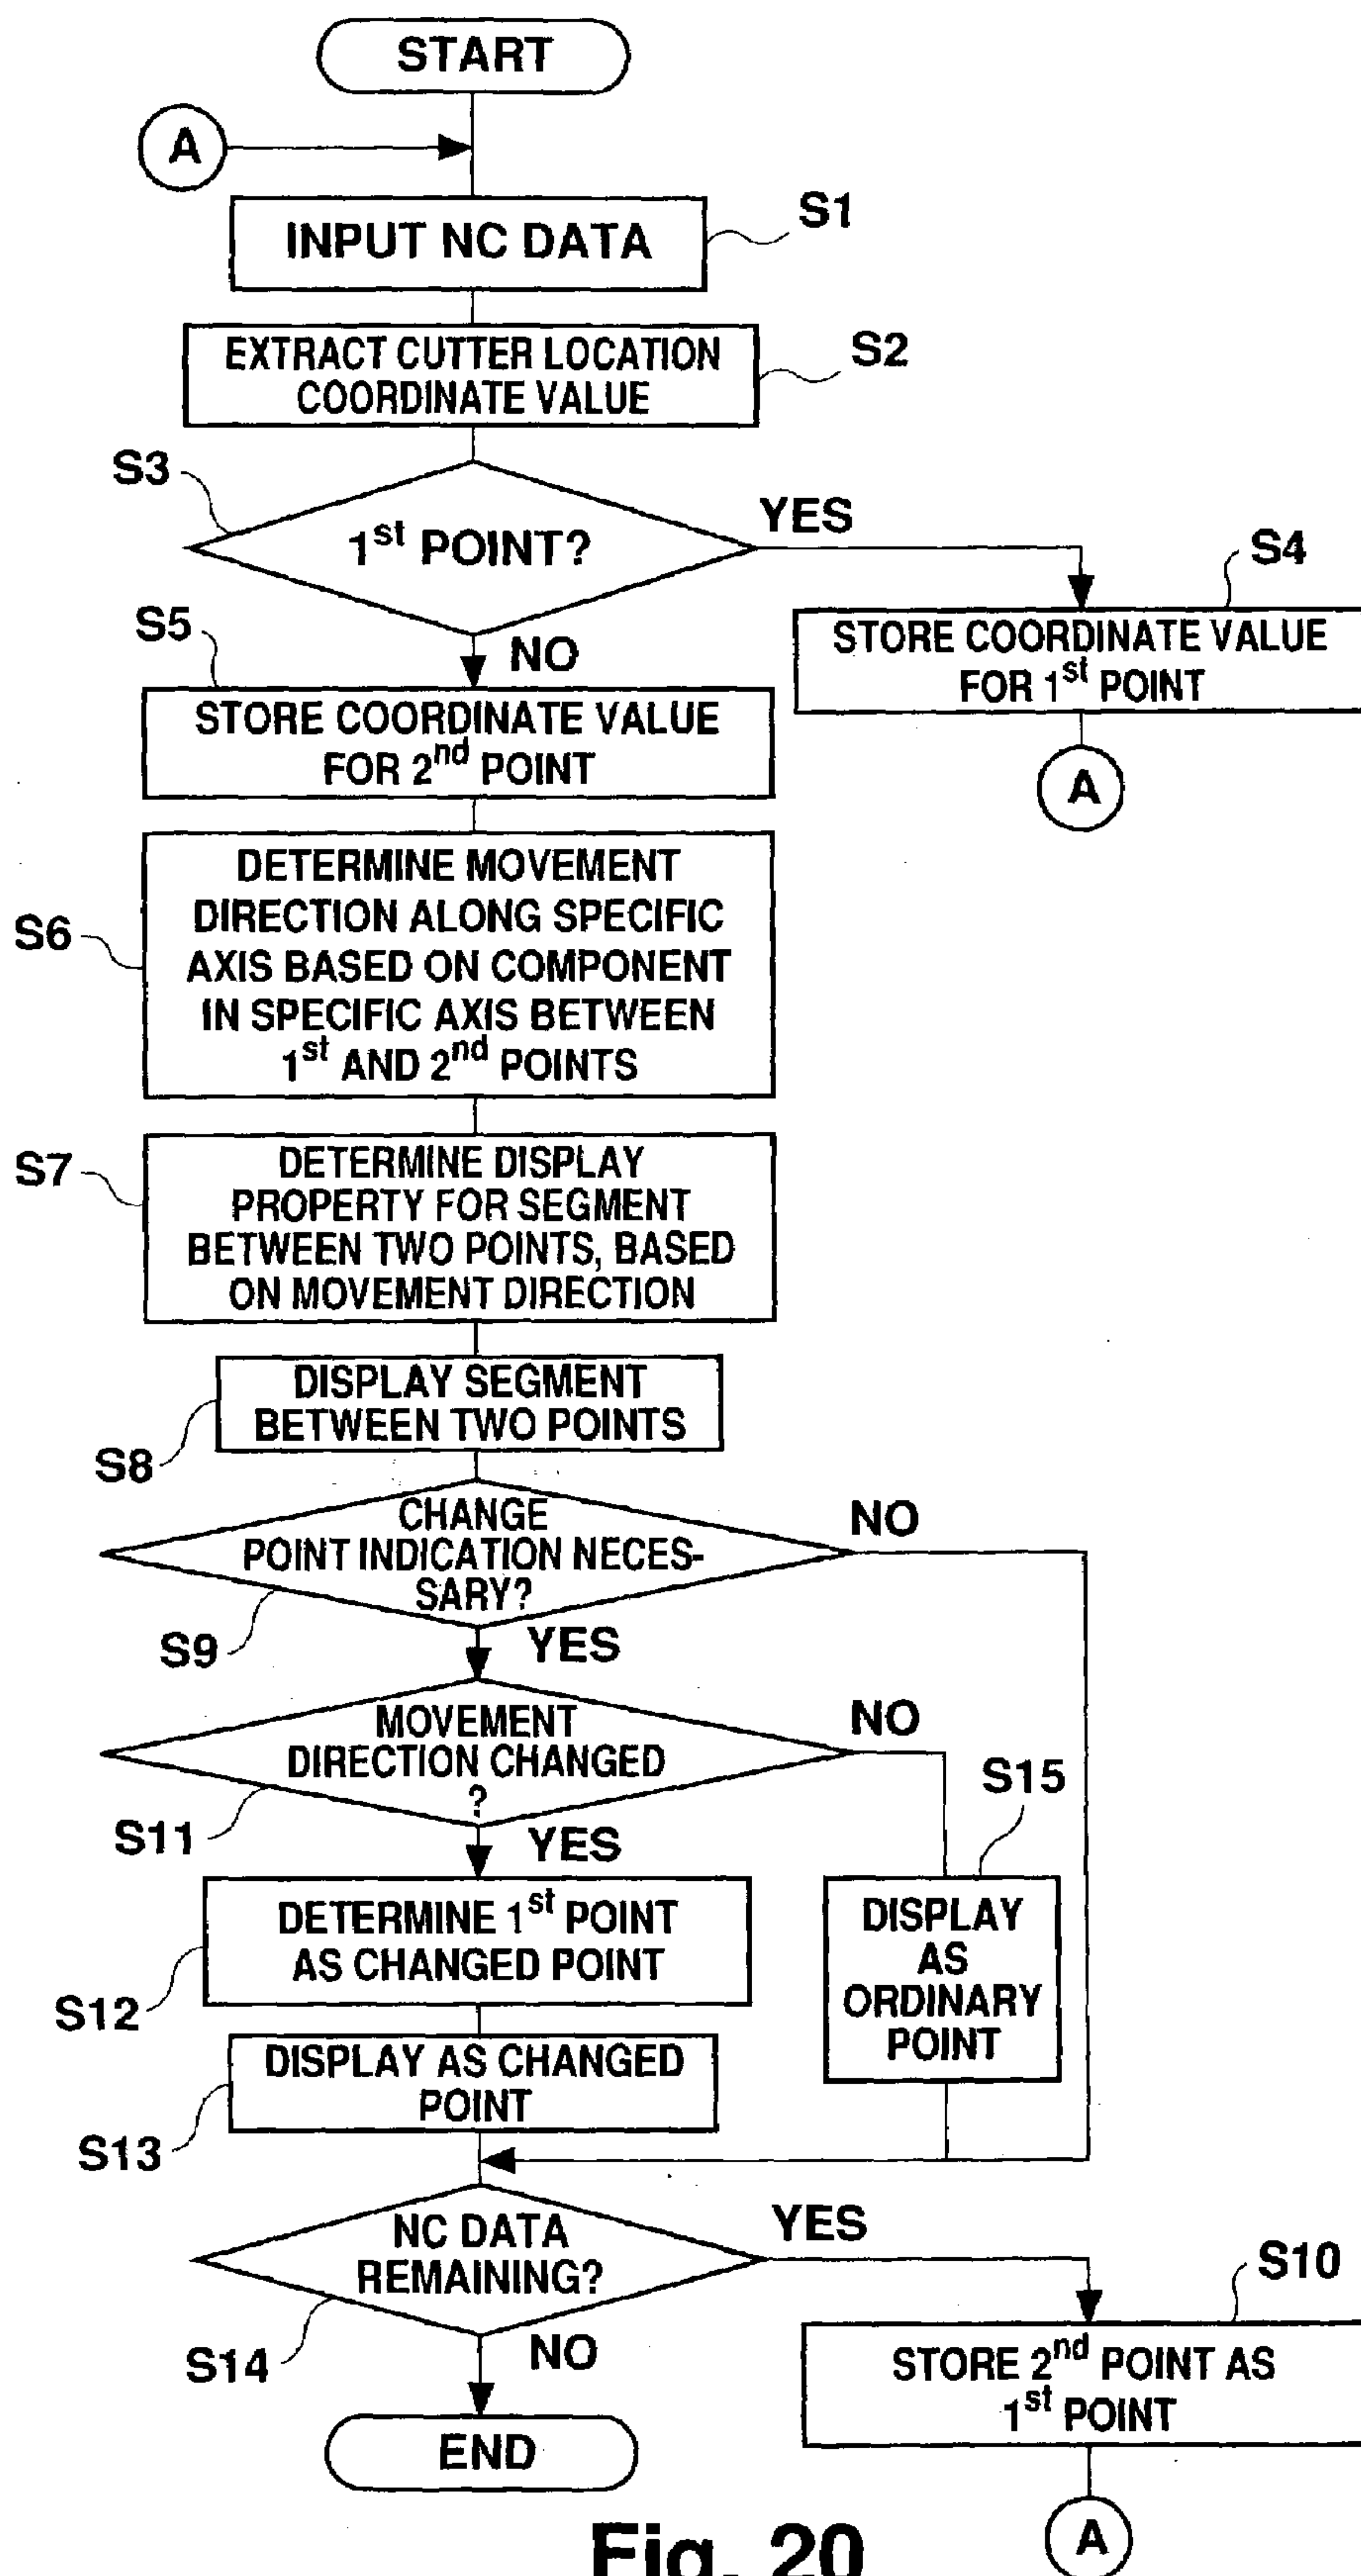 START
A
INPUT NC DATA
S1
EXTRACT CUTTER LOCATION
COORDINATE VALUE
S2
S3
1st POINT?
YES
S4
STORE COORDINATE VALUE
FOR 1st POINT
A
NO
S5
STORE COORDINATE VALUE
FOR 2nd POINT
S6
DETERMINE MOVEMENT
DIRECTION ALONG SPECIFIC
AXIS BASED ON COMPONENT
IN SPECIFIC AXIS BETWEEN
1st AND 2nd POINTS
S7
DETERMINE DISPLAY
PROPERTY FOR SEGMENT
BETWEEN TWO POINTS, BASED
ON MOVEMENT DIRECTION
DISPLAY SEGMENT
BETWEEN TWO POINTS
S8
CHANGE
POINT INDICATION NECES-
SARY?
NO
S9
YES
MOVEMENT
DIRECTION CHANGED
?
NO
S11
YES
S15
DISPLAY
AS
ORDINARY
POINT
DETERMINE 1st POINT
AS CHANGED POINT
S12
DISPLAY AS CHANGED
POINT
S13
NC DATA
REMAINING?
YES
S10
STORE 2nd POINT AS
1st POINT
A
S14
NO
END
Fig. 20